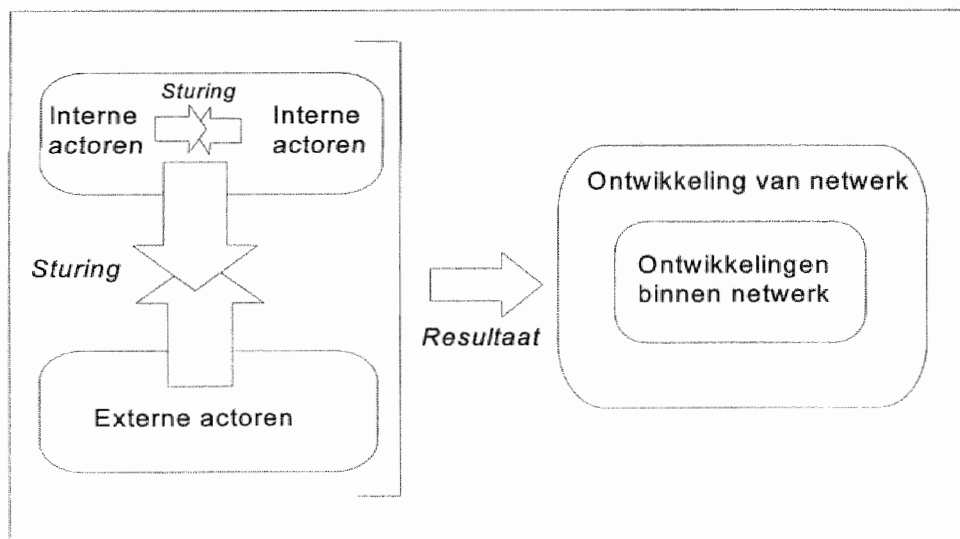 Sturing
Interne actoren
Interne actoren
Sturing
Externe actoren
Resultaat
Ontwikkeling van netwerk
Ontwikkelingen
binnen netwerk